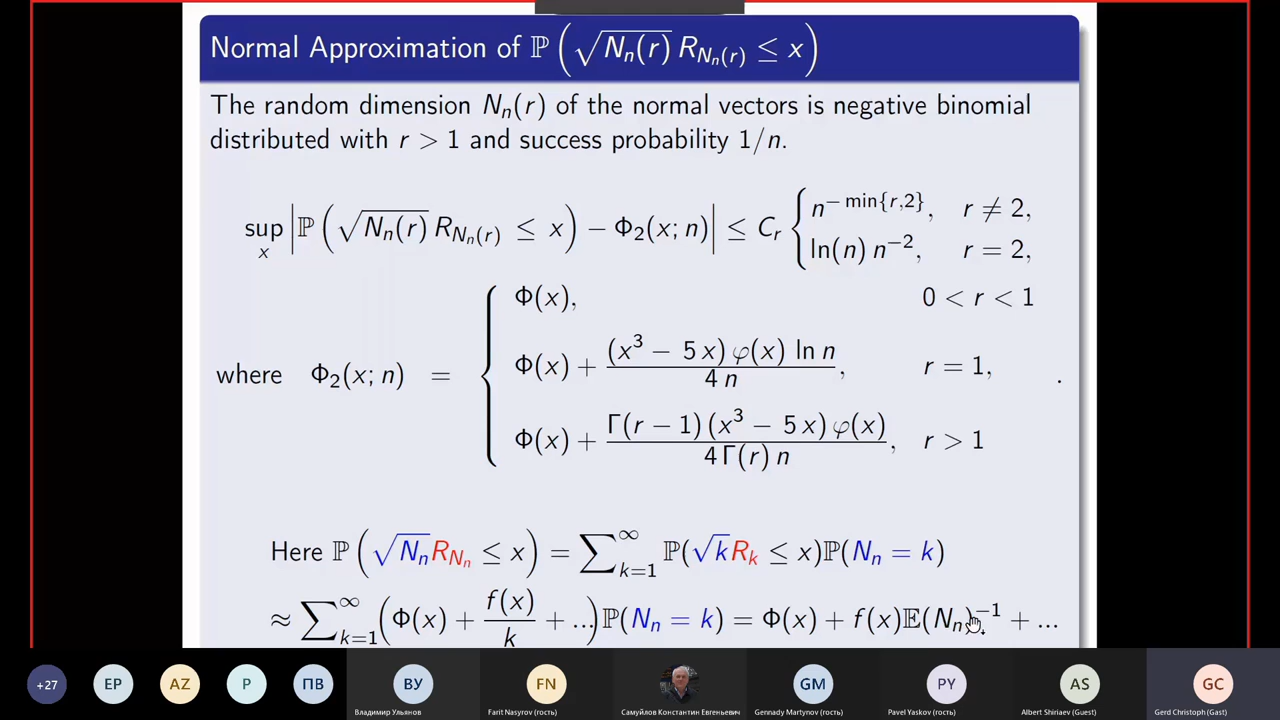 Normal Approximation of ℙ ( √N_n(r) R_{N_n(r)} ≤ x )
The random dimension N_n(r) of the normal vectors is negative binomial
distributed with r > 1 and success probability 1/n.
sup_x | ℙ ( √N_n(r) R_{N_n(r)} ≤ x ) − Φ_2(x; n) | ≤ C_r { n^{− min{r,2}}, r ≠ 2,
ln(n) n^{−2}, r = 2,
where Φ_2(x; n) = { Φ(x), 0 < r < 1
Φ(x) + (x^3 − 5 x) φ(x) ln n / 4 n, r = 1, .
Φ(x) + Γ(r − 1) (x^3 − 5 x) φ(x) / 4 Γ(r) n, r > 1
Here ℙ ( √N_n R_{N_n} ≤ x ) = ∑_{k=1}^∞ ℙ(√k R_k ≤ x)ℙ(N_n = k)
≈ ∑_{k=1}^∞ ( Φ(x) + f(x)/k + ...)ℙ(N_n = k) = Φ(x) + f(x)𝔼(N_n)^{−1} + ...
+27 EP AZ P ПВ ВУ FN GM PY AS GC
Владимир Ульянов Farit Nasyrov (гость) Самуйлов Константин Евгеньевич Gennady Martynov (гость) Pavel Yaskov (гость) Albert Shiriaev (Guest) Gerd Christoph (Gast)